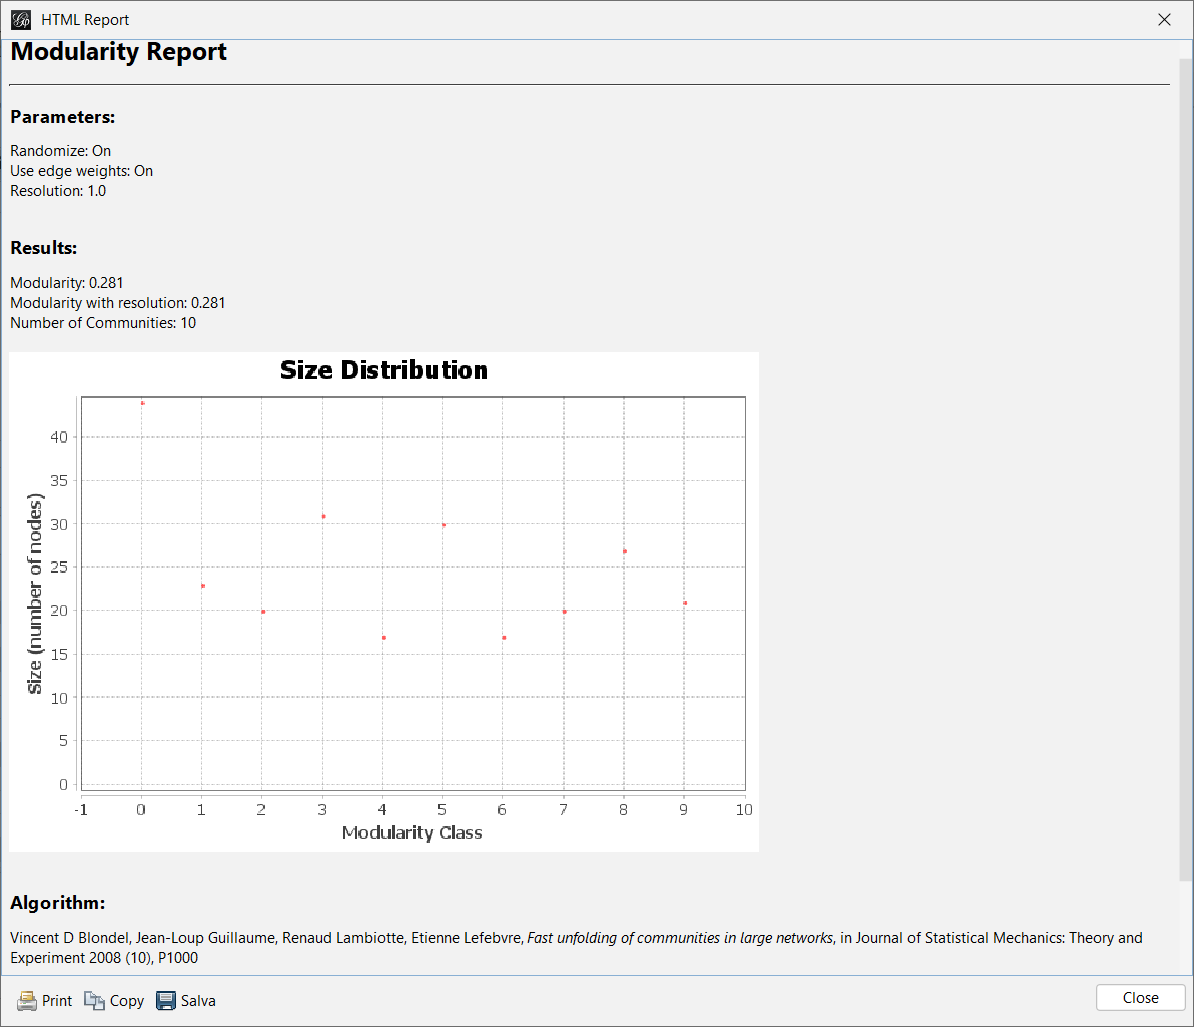 HTML Report
Modularity Report
Parameters:
Randomize: On
Use edge weights: On
Resolution: 1.0
Results:
Modularity: 0.281
Modularity with resolution: 0.281
Number of Communities: 10
Size Distribution
40
35
30
25
20
15
10
5
0
Size (number of nodes)
-1 0 1 2 3 4 5 6 7 8 9 10
Modularity Class
Algorithm:
Vincent D Blondel, Jean-Loup Guillaume, Renaud Lambiotte, Etienne Lefebvre, Fast unfolding of communities in large networks, in Journal of Statistical Mechanics: Theory and
Experiment 2008 (10), P1000
Print Copy Salva Close